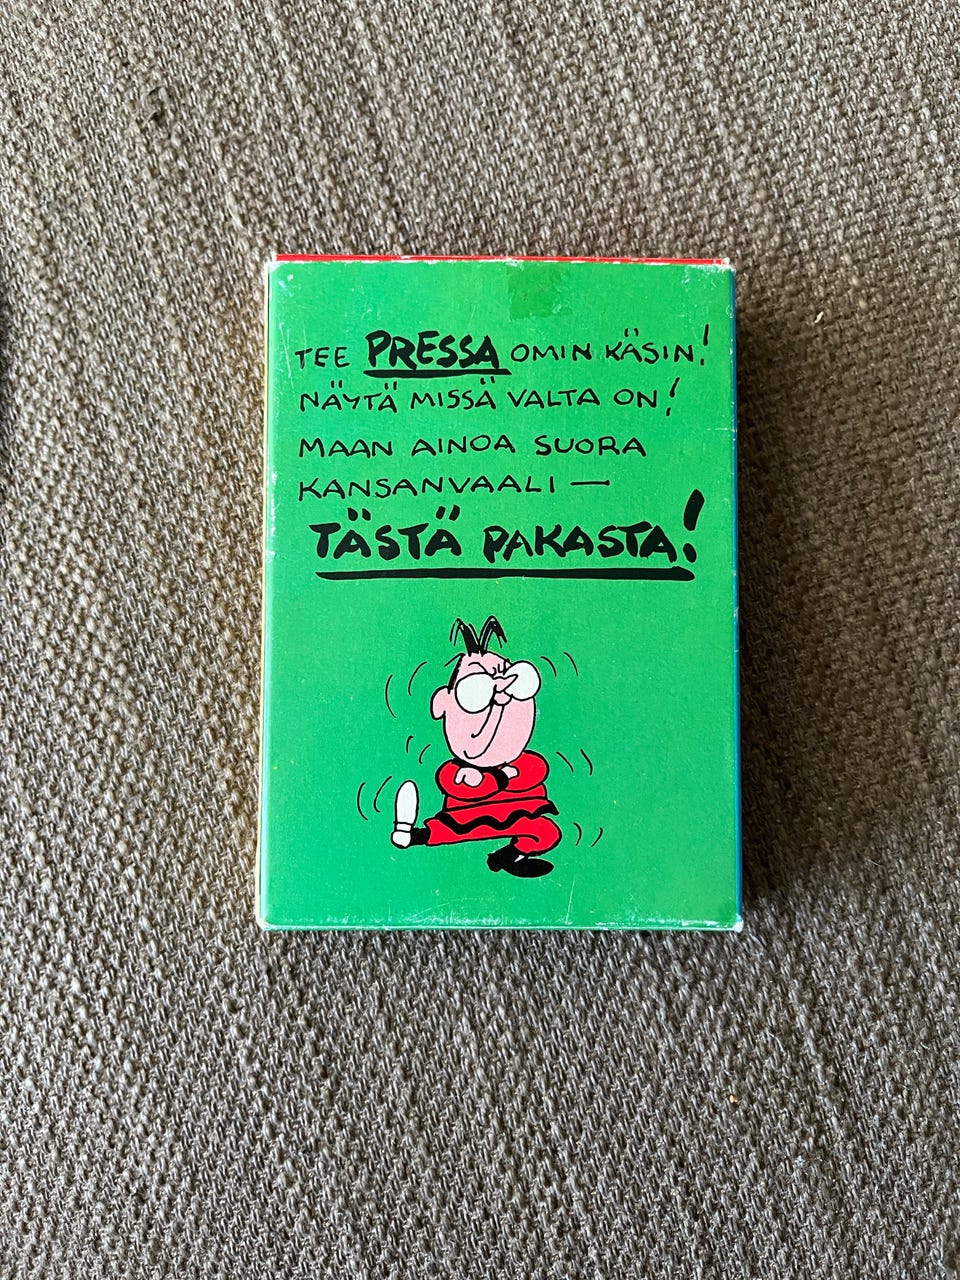 TEE PRESSA OMIN KÄSIN!
NÄYTÄ MISSÄ VALTA ON!
MAAN AINOA SUORA
KANSANVAALI —
TÄSTÄ PAKASTA!